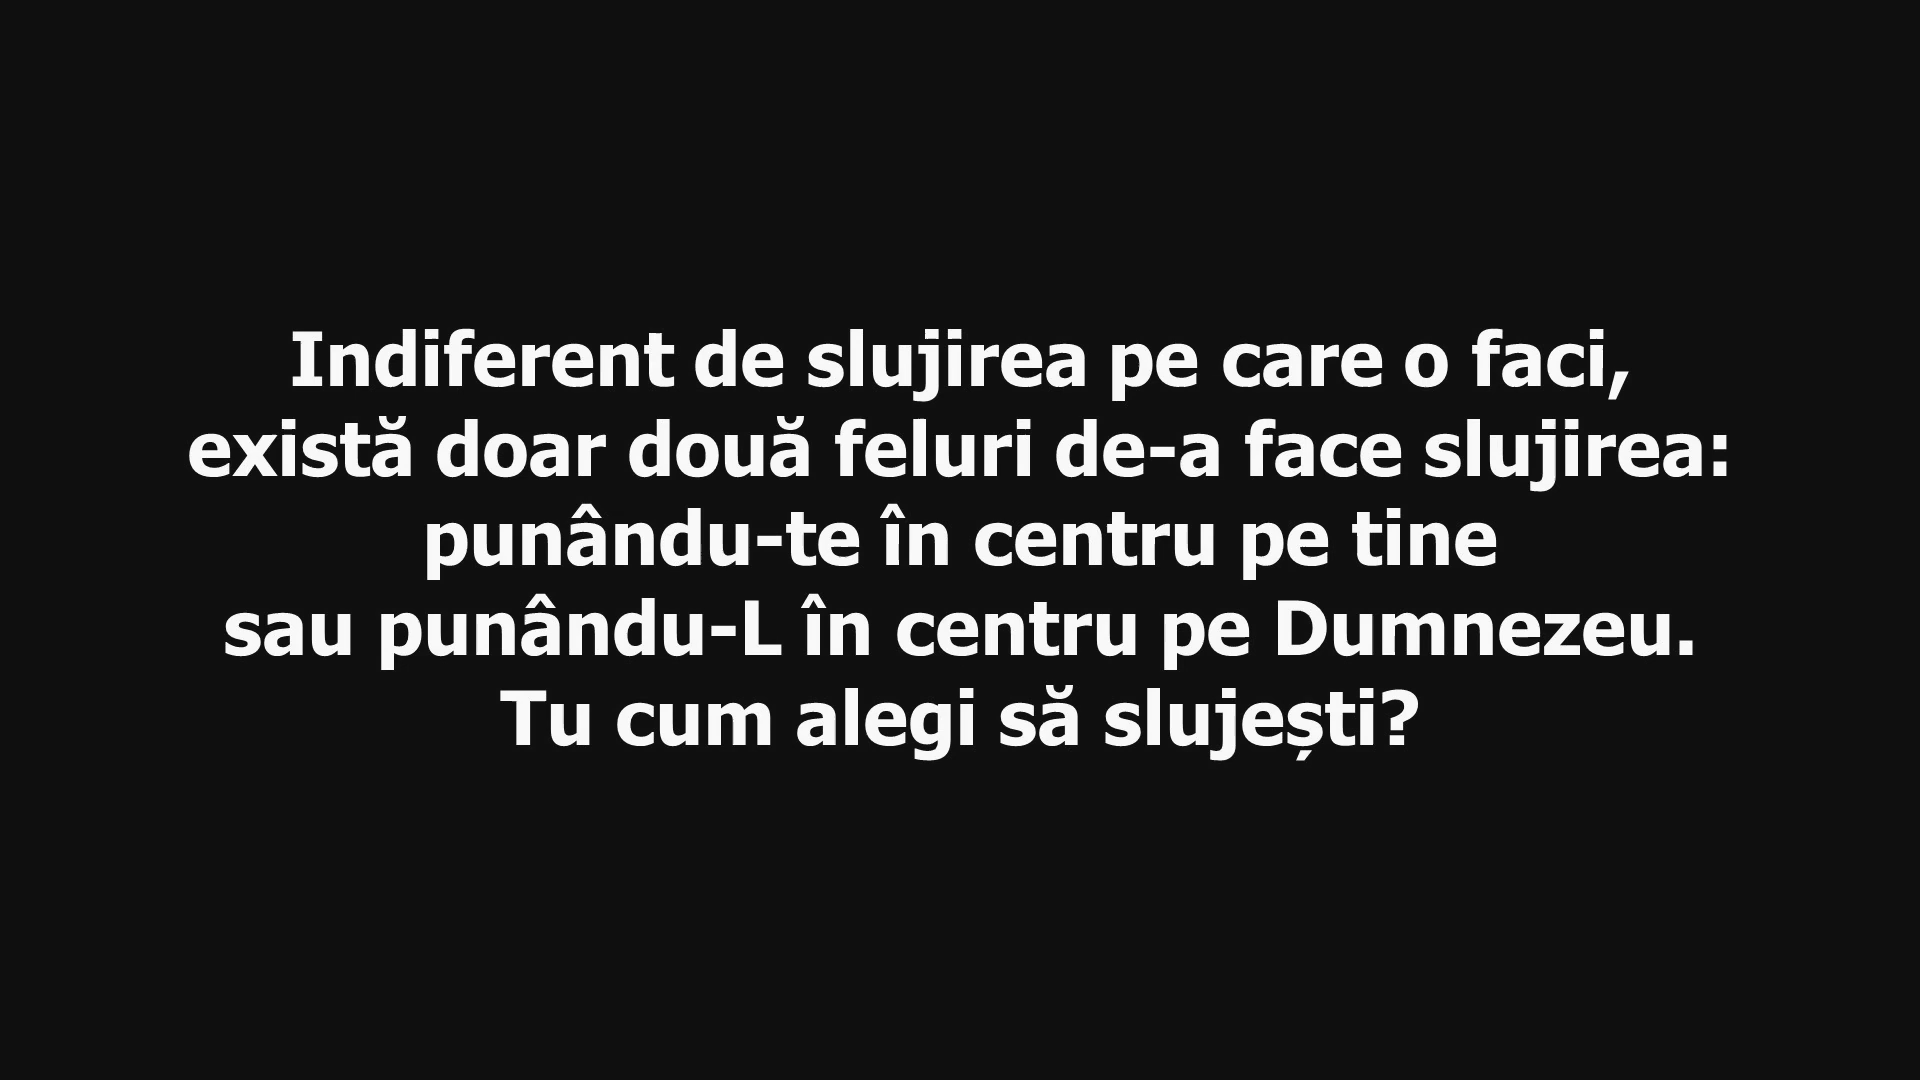 Indiferent de slujirea pe care o faci,
există doar două feluri de-a face slujirea:
punându-te în centru pe tine
sau punându-L în centru pe Dumnezeu.
Tu cum alegi să slujești?